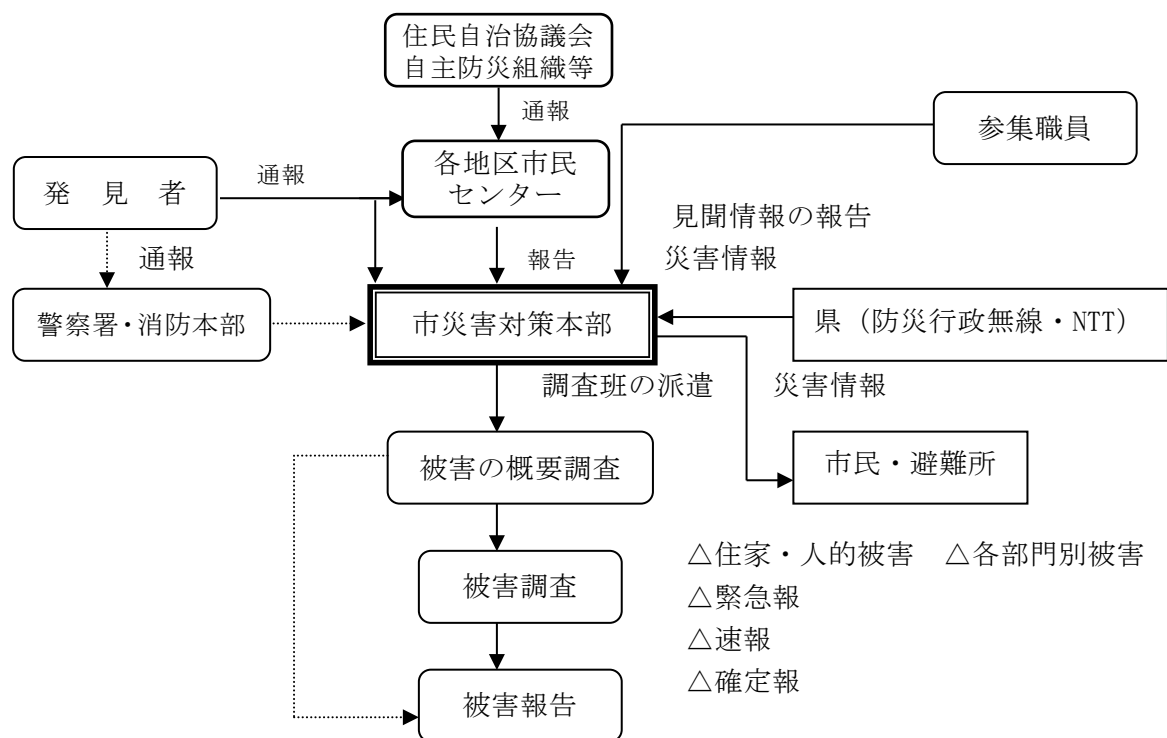 住民自治協議会
自主防災組織等
通報
参集職員
各地区市民
センター
通報
発 見 者
見聞情報の報告
通報
報告
災害情報
警察署・消防本部
市災害対策本部
県（防災行政無線・NTT）
調査班の派遣
災害情報
被害の概要調査
市民・避難所
△住家・人的被害 △各部門別被害
被害調査
△緊急報
△速報
△確定報
被害報告